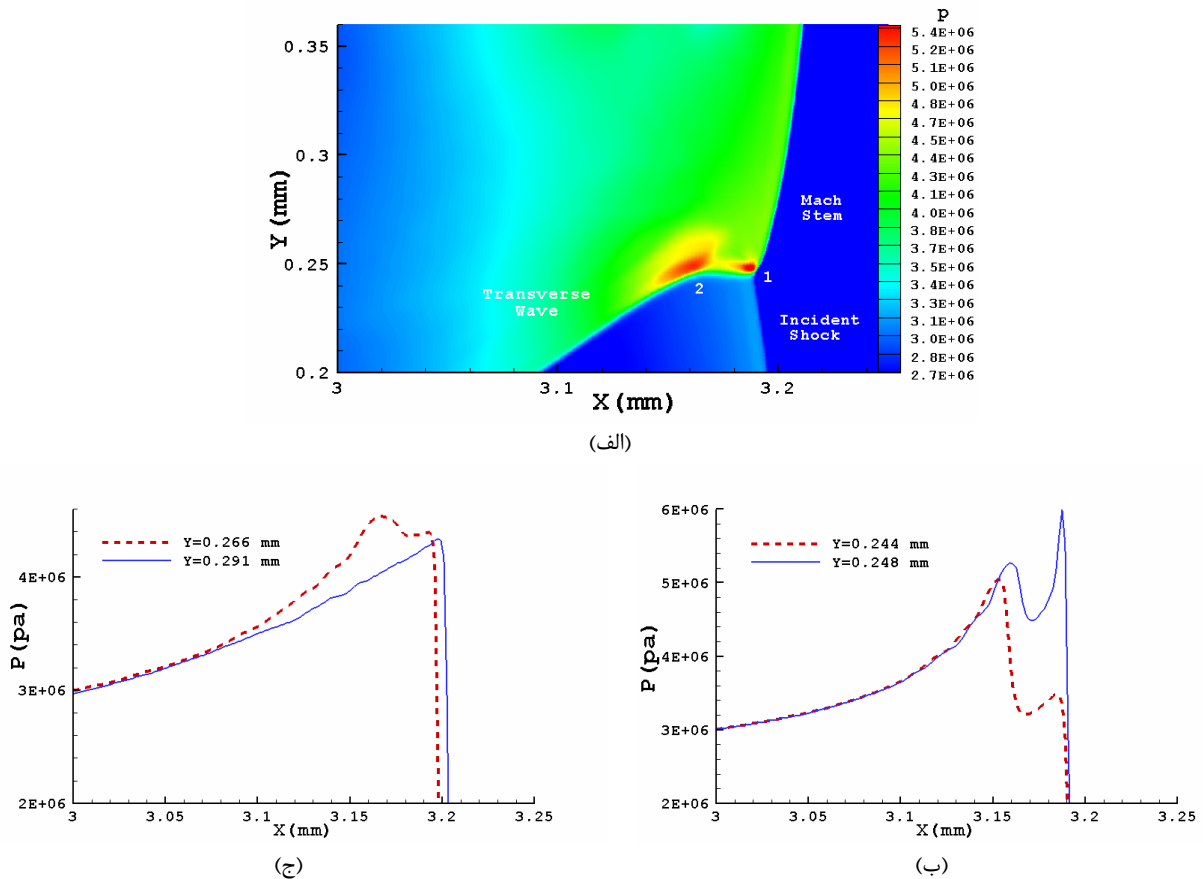 p
5.4E+06
5.2E+06
5.1E+06
5.0E+06
4.8E+06
4.7E+06
4.5E+06
4.4E+06
4.3E+06
4.1E+06
4.0E+06
3.8E+06
3.7E+06
3.6E+06
3.4E+06
3.3E+06
3.1E+06
3.0E+06
2.8E+06
2.7E+06
0.35
0.3
0.25
0.2
Y(mm)
3
3.1
3.2
X(mm)
Mach
Stem
1
2
Transverse
Wave
Incident
Shock
(الف)
6E+06
5E+06
4E+06
3E+06
2E+06
P(pa)
Y=0.244 mm
Y=0.248 mm
3
3.05
3.1
3.15
3.2
3.25
X(mm)
(ب)
4E+06
3E+06
2E+06
P(pa)
Y=0.266 mm
Y=0.291 mm
3
3.05
3.1
3.15
3.2
3.25
X(mm)
(ج)